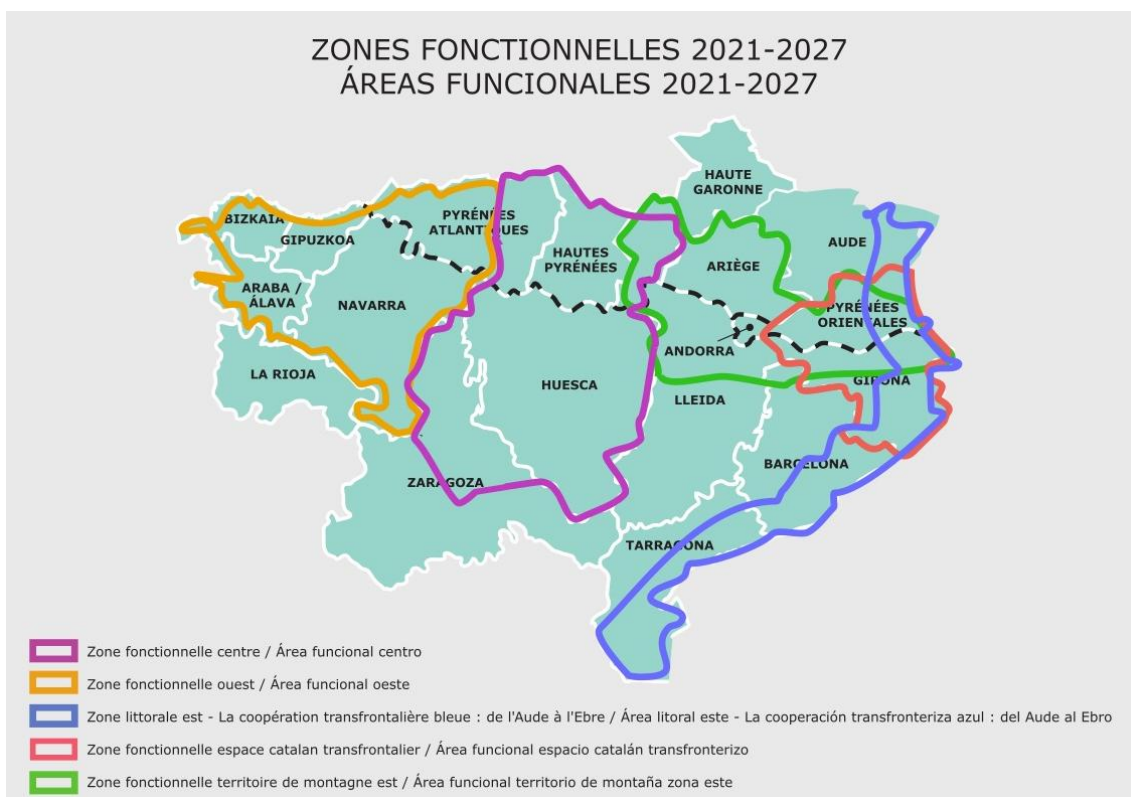 ZONES FONCTIONNELLES 2021-2027
ÁREAS FUNCIONALES 2021-2027
HAUTE
GARONNE
BIZKAIA
GIPUZKOA
PYRÉNÉES
ATLANTIQUES
HAUTES
PYRÉNÉES
ARIÈGE
AUDE
ARABA /
ÁLAVA
NAVARRA
PYRÉNÉES
ORIENTALES
ANDORRA
LA RIOJA
HUESCA
LLEIDA
GIRONA
ZARAGOZA
BARCELONA
TARRAGONA
Zone fonctionnelle centre / Área funcional centro
Zone fonctionnelle ouest / Área funcional oeste
Zone littorale est - La coopération transfrontalière bleue : de l'Aude à l'Ebre / Área litoral este - La cooperación transfronteriza azul : del Aude al Ebro
Zone fonctionnelle espace catalan transfrontalier / Área funcional espacio catalán transfronterizo
Zone fonctionnelle territoire de montagne est / Área funcional territorio de montaña zona este